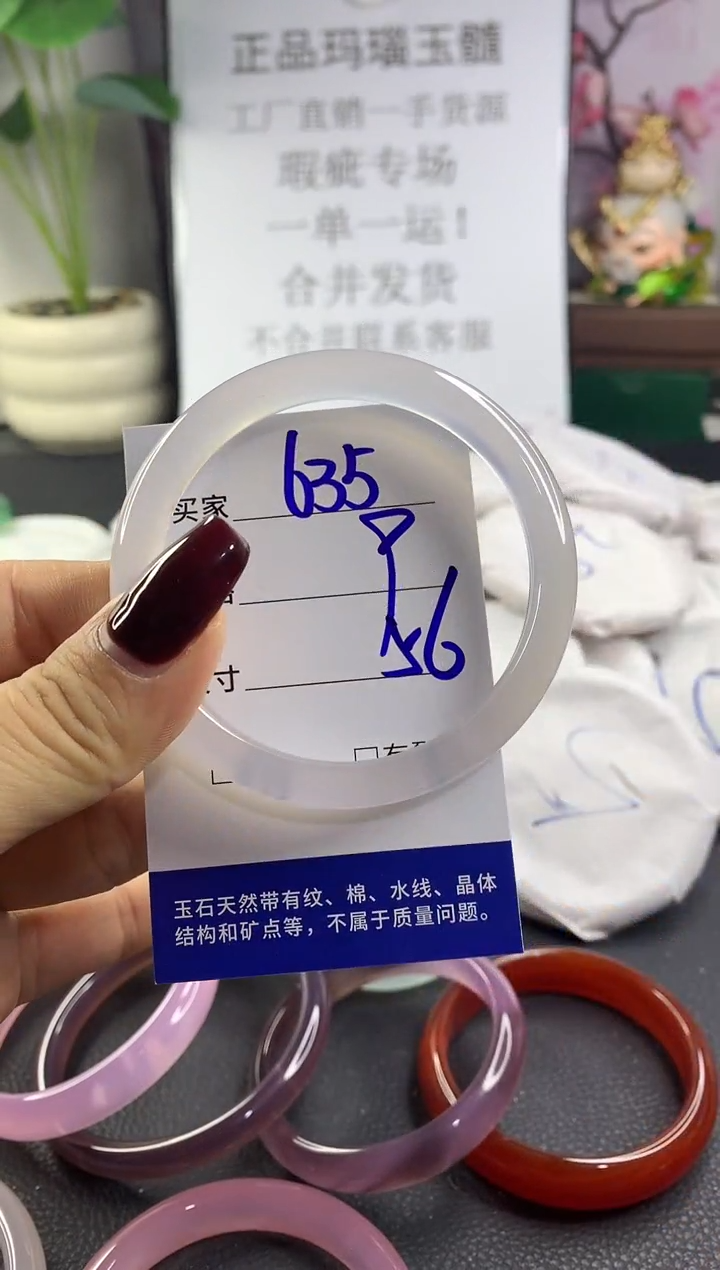 正品玛瑙玉髓
工厂直销一手货源
瑕疵专场
一单一运!
合并发货
不合并联系客服
买家 635
寸 56
玉石天然带有纹、棉、水线、晶体
结构和矿点等，不属于质量问题。